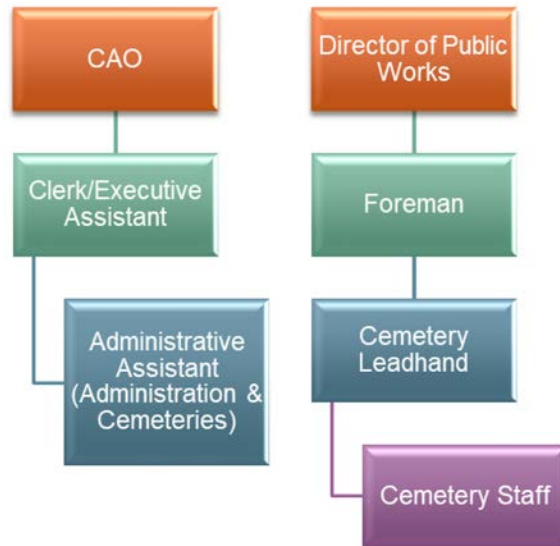 CAO
Clerk/Executive
Assistant
Administrative
Assistant
(Administration &
Cemeteries)
Director of Public
Works
Foreman
Cemetery
Leadhand
Cemetery Staff